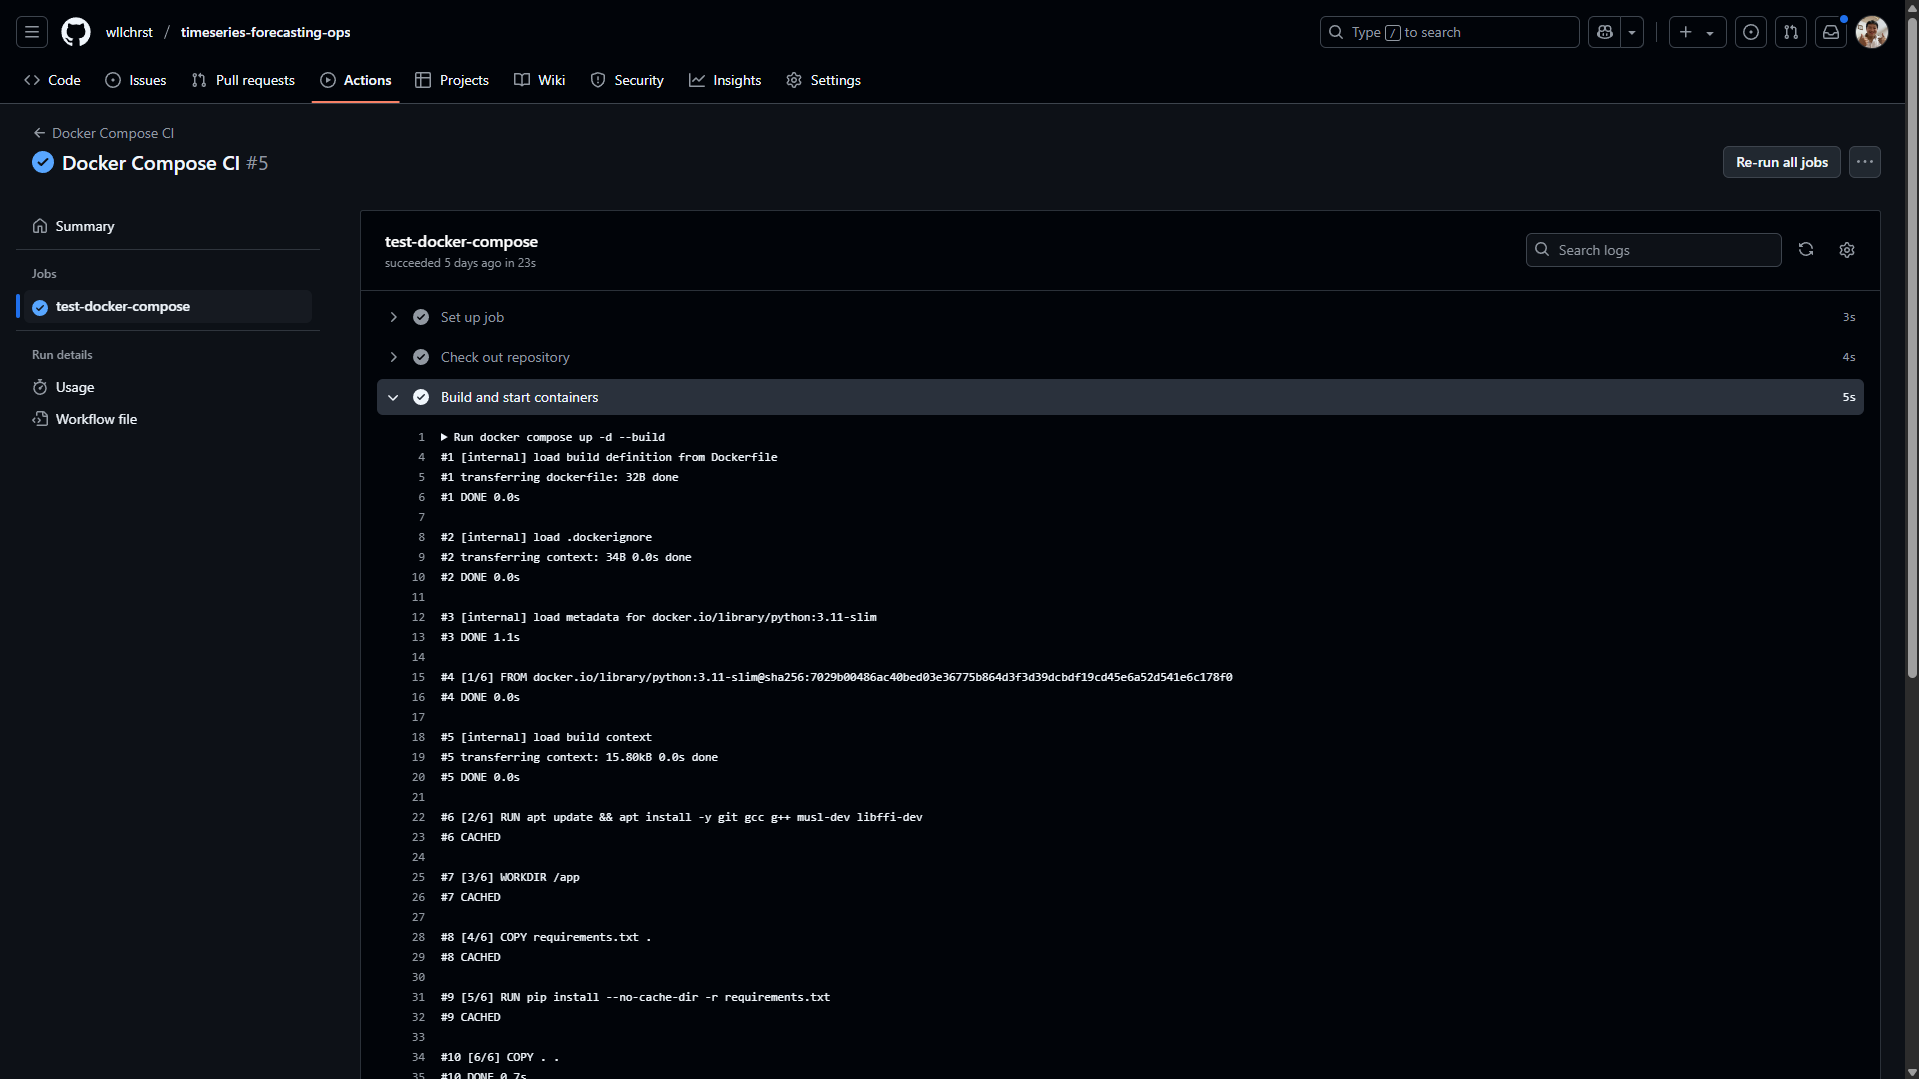 wllchrst / timeseries-forecasting-ops
Type / to search
Code
Issues
Pull requests
Actions
Projects
Wiki
Security
Insights
Settings
Docker Compose CI
Docker Compose CI #5
Re-run all jobs
Summary
Jobs
test-docker-compose
Run details
Usage
Workflow file
test-docker-compose
succeeded 5 days ago in 23s
Search logs
Set up job 3s
Check out repository 4s
Build and start containers 5s
1 Run docker compose up -d --build
4 #1 [internal] load build definition from Dockerfile
5 #1 transferring dockerfile: 32B done
6 #1 DONE 0.0s
7
8 #2 [internal] load .dockerignore
9 #2 transferring context: 34B 0.0s done
10 #2 DONE 0.0s
11
12 #3 [internal] load metadata for docker.io/library/python:3.11-slim
13 #3 DONE 1.1s
14
15 #4 [1/6] FROM docker.io/library/python:3.11-slim@sha256:7029b00486ac40bed03e36775b864d3f3d39dcbdf19cd45e6a52d541e6c178f0
16 #4 DONE 0.0s
17
18 #5 [internal] load build context
19 #5 transferring context: 15.80kB 0.0s done
20 #5 DONE 0.0s
21
22 #6 [2/6] RUN apt update && apt install -y git gcc g++ musl-dev libffi-dev
23 #6 CACHED
24
25 #7 [3/6] WORKDIR /app
26 #7 CACHED
27
28 #8 [4/6] COPY requirements.txt .
29 #8 CACHED
30
31 #9 [5/6] RUN pip install --no-cache-dir -r requirements.txt
32 #9 CACHED
33
34 #10 [6/6] COPY . .
35 #10 DONE 0.7s